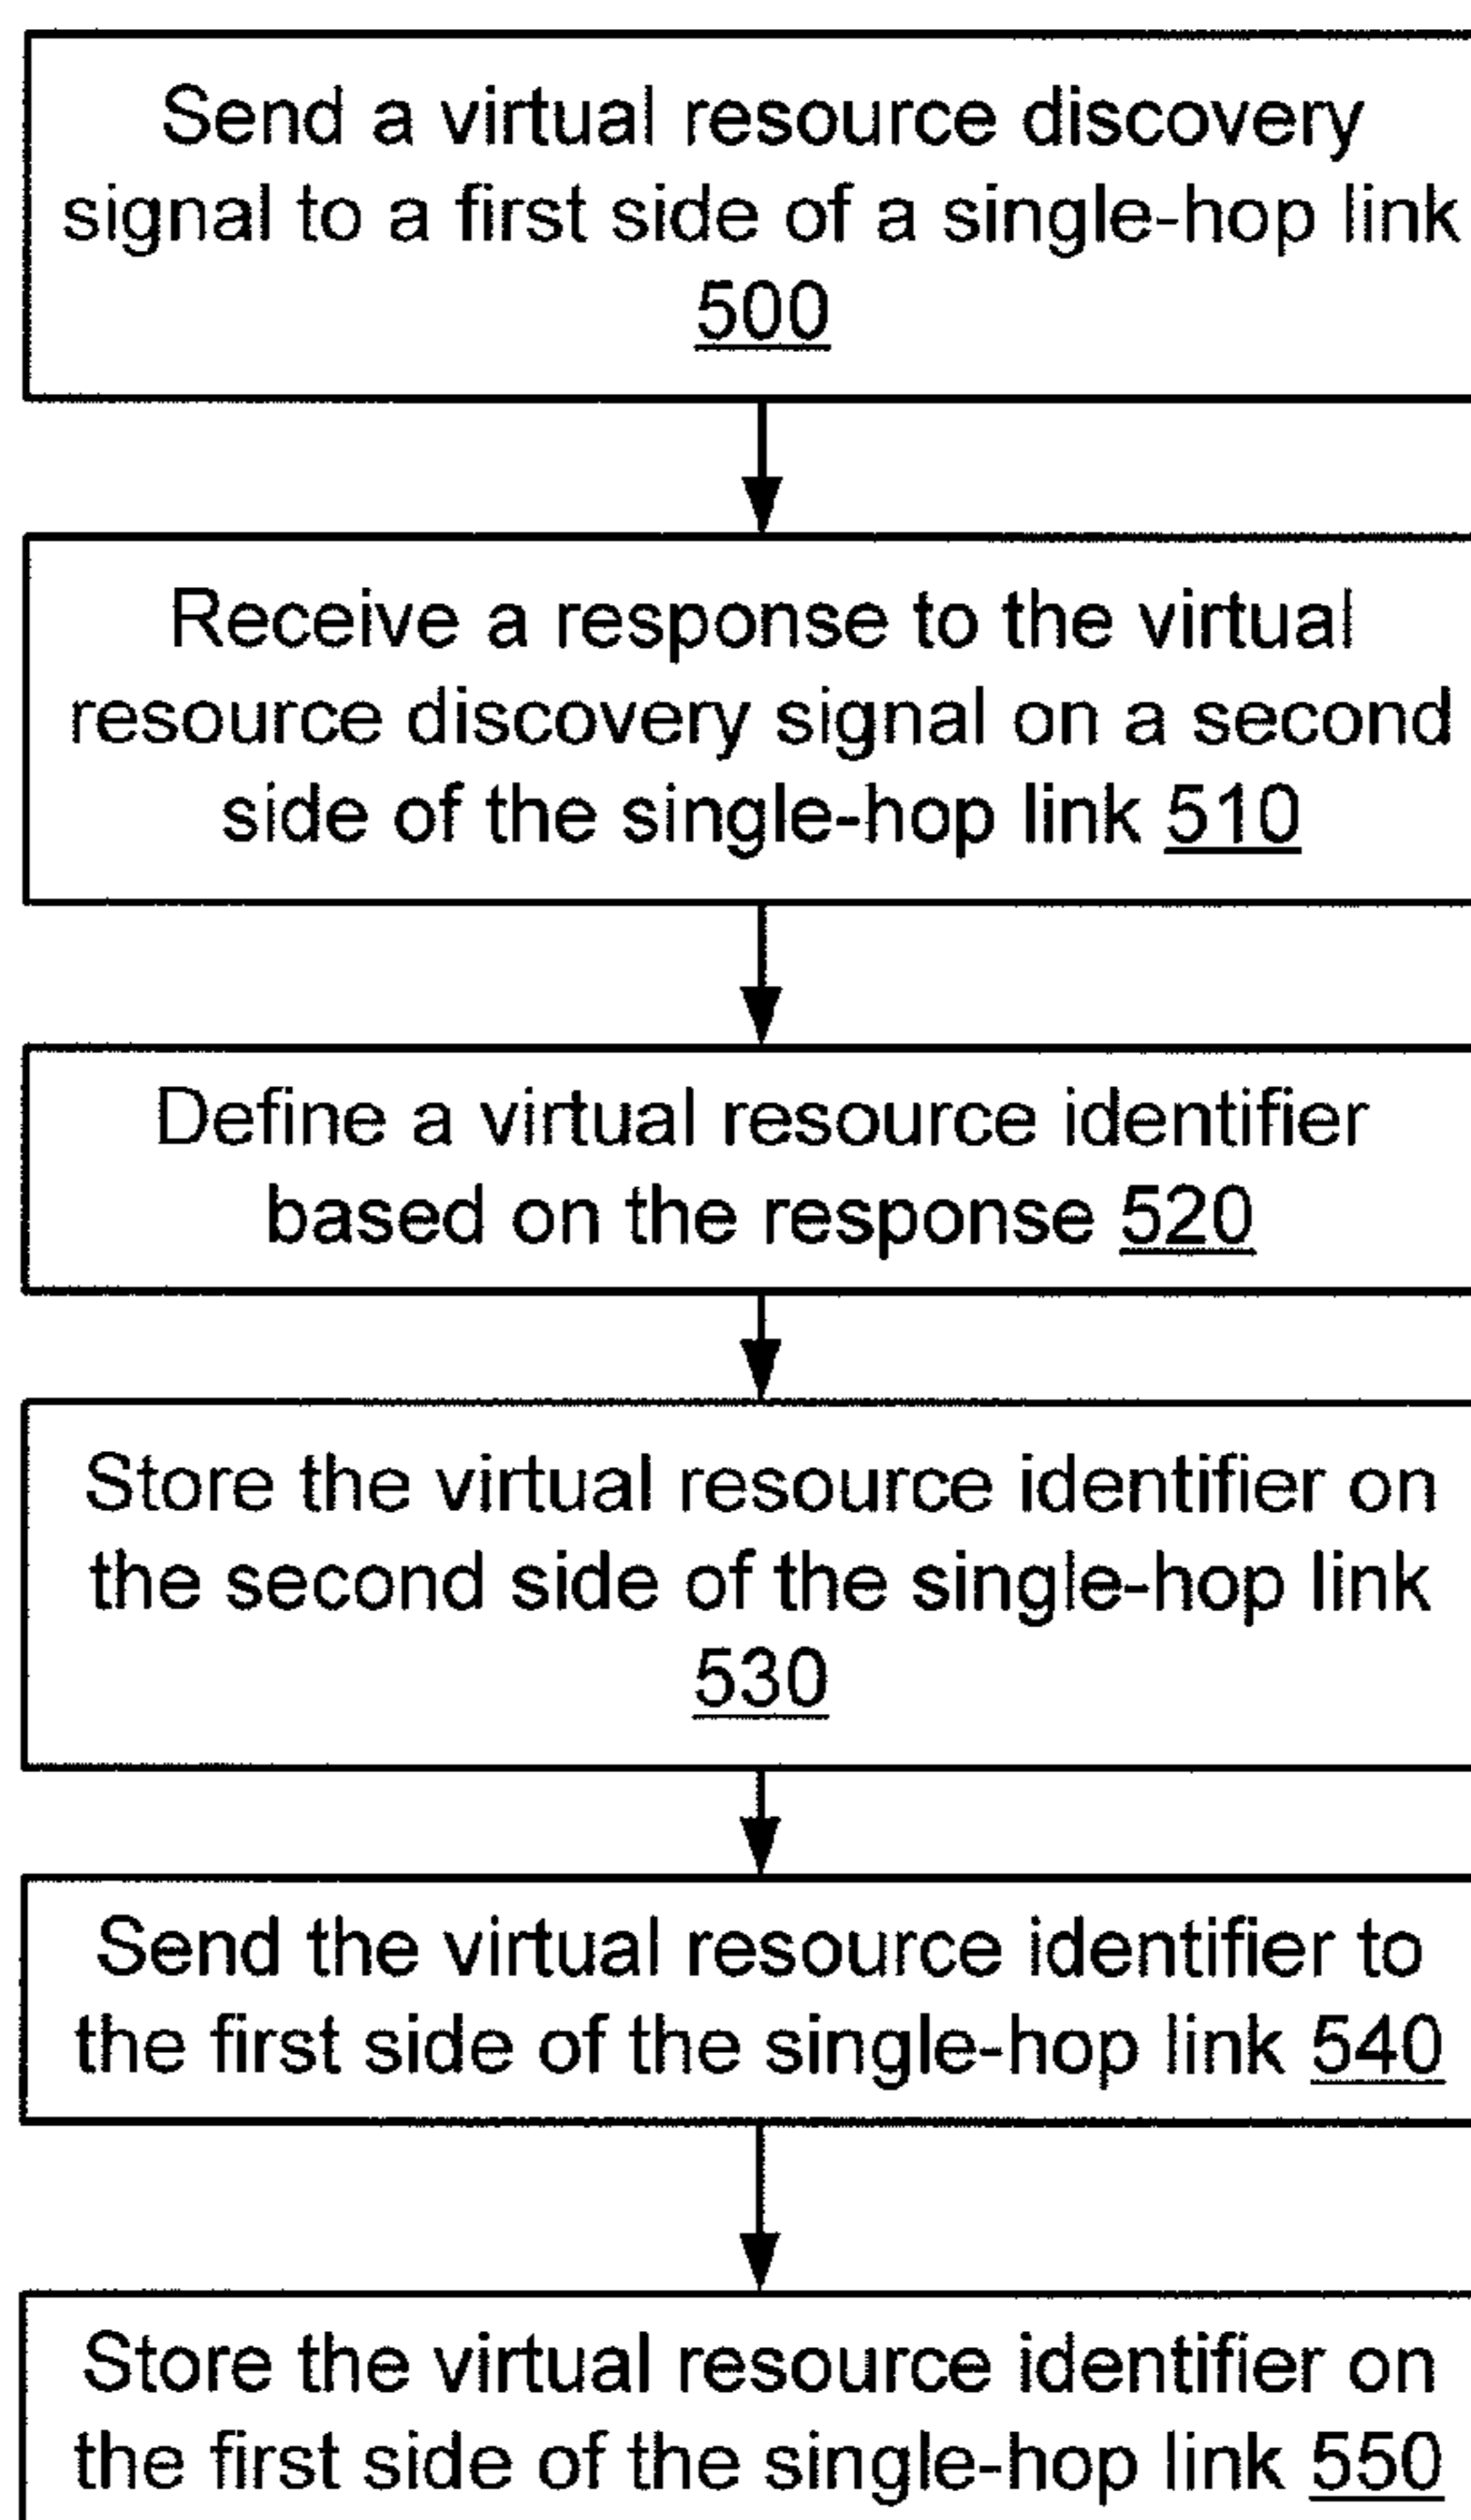 Send a virtual resource discovery
signal to a first side of a single-hop link
500
Receive a response to the virtual
resource discovery signal on a second
side of the single-hop link 510
Define a virtual resource identifier
based on the response 520
Store the virtual resource identifier on
the second side of the single-hop link
530
Send the virtual resource identifier to
the first side of the single-hop link 540
Store the virtual resource identifier on
the first side of the single-hop link 550